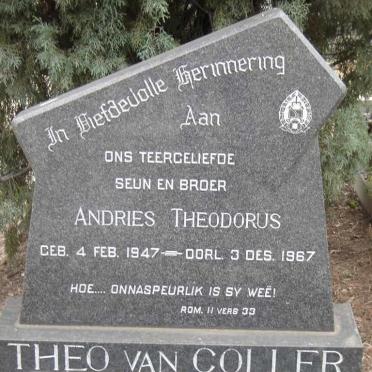 In Liefdevolle Herinnering
Aan
ONS TEERGELIEFDE
SEUN EN BROER
ANDRIES THEODORUS
GEB. 4 FEB. 1947 = OORL. 3 DES. 1967
HOE.... ONNASPEURLIK IS SY WEË!
ROM. 11 VERS 33
THEO VAN COLLER